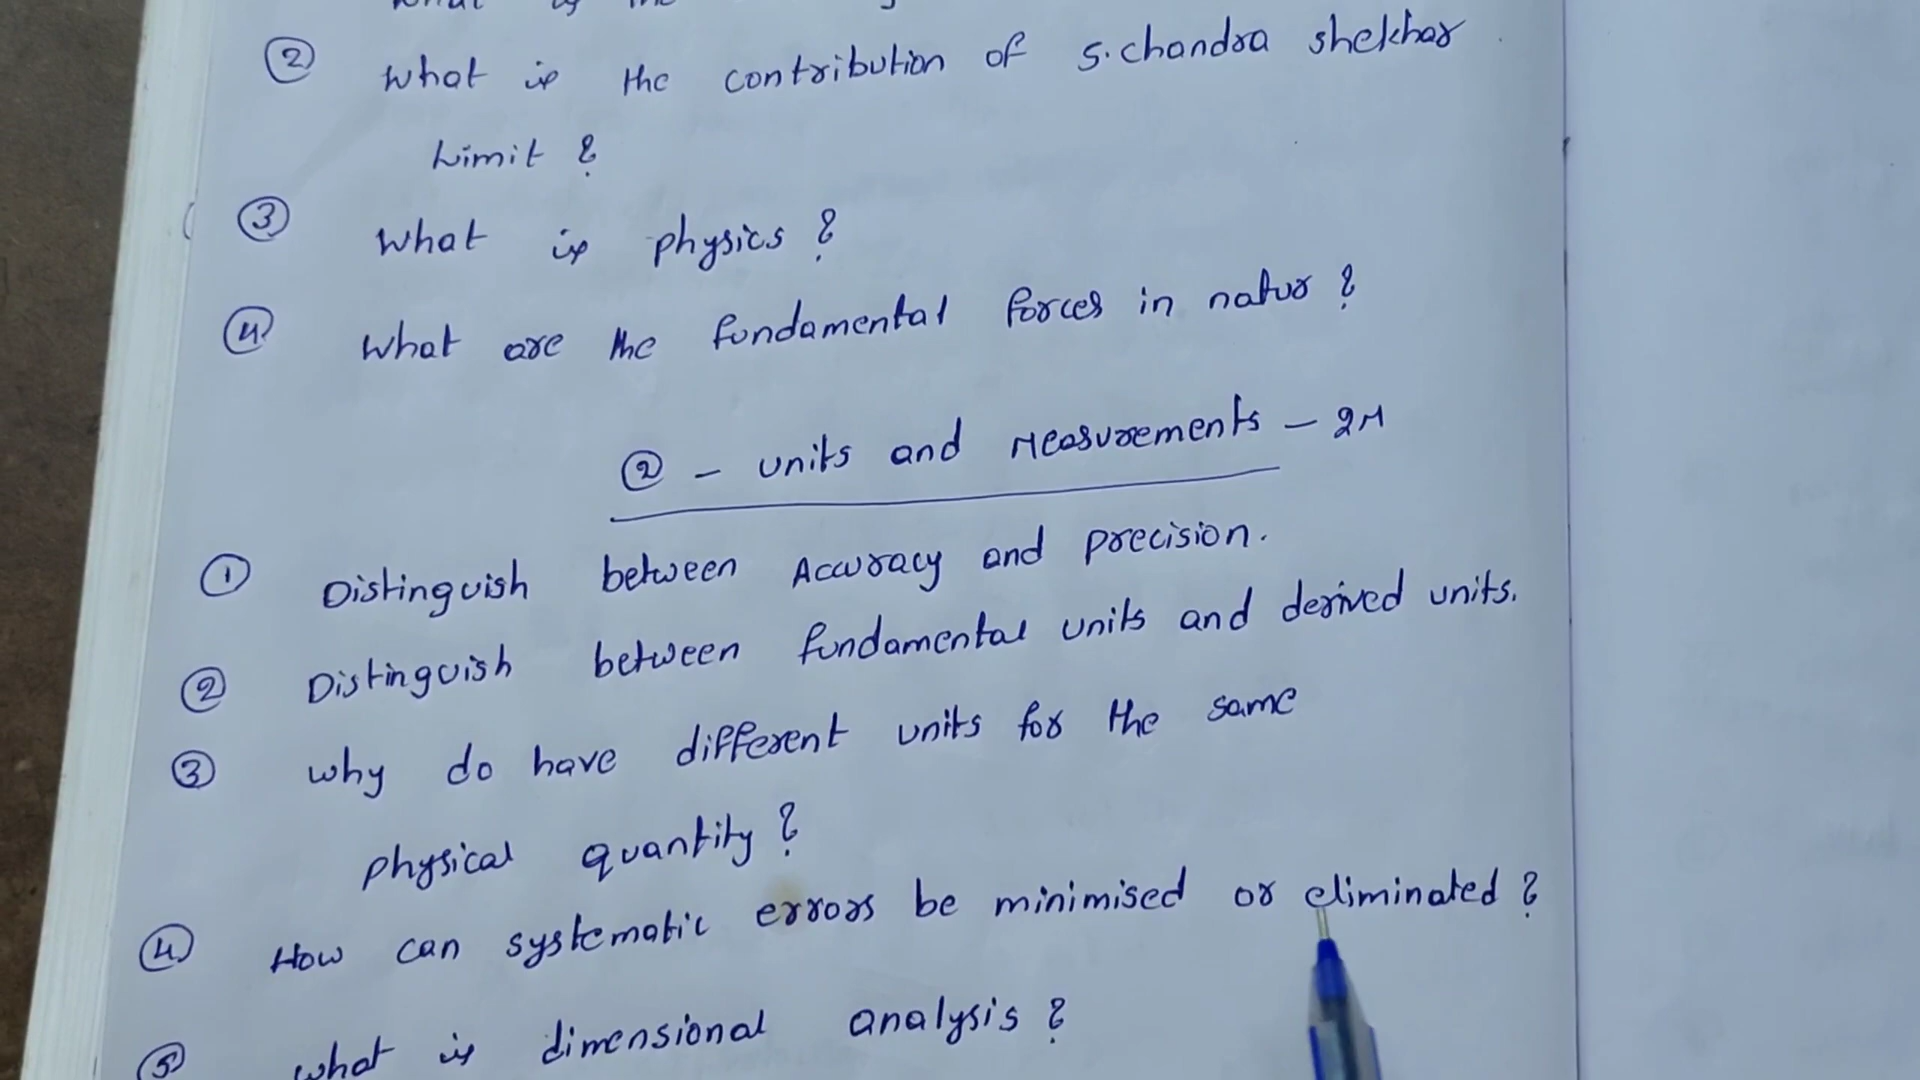 ② What is the contribution of S. chandra shekhar
Limit ?
③ What is physics ?
④ What are the fundamental forces in natur ?
② - units and Measurements - 2M
① Distinguish between Accuracy and precision.
② Distinguish between fundamental units and derived units.
③ why do have different units for the same
physical quantity ?
④ How can systematic errors be minimised or eliminated ?
⑤ what is dimensional analysis ?